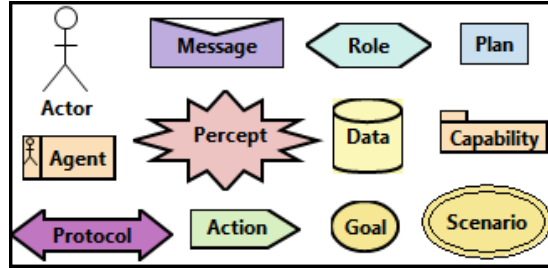 Message
Role
Plan
Actor
Agent
Percept
Data
Capability
Protocol
Action
Goal
Scenario